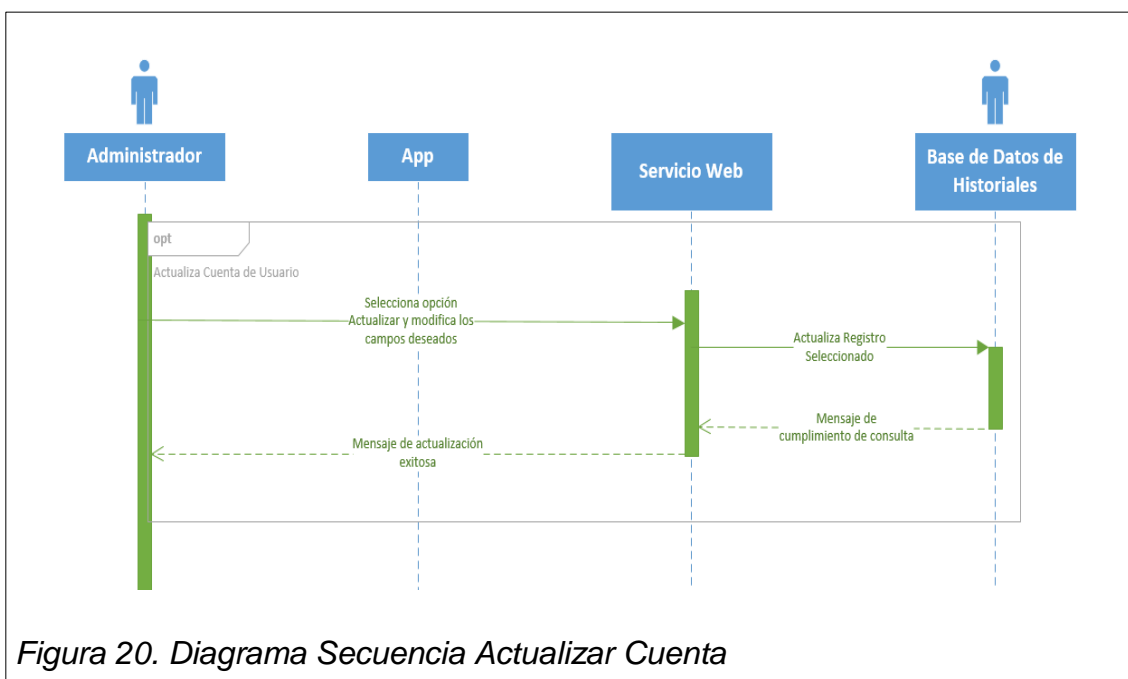 Administrador
App
Servicio Web
Base de Datos de
Historiales
opt
Actualiza Cuenta de Usuario
Selecciona opción
Actualizar y modifica los
campos deseados
Actualiza Registro
Seleccionado
Mensaje de
cumplimiento de consulta
Mensaje de actualización
exitosa
Figura 20. Diagrama Secuencia Actualizar Cuenta